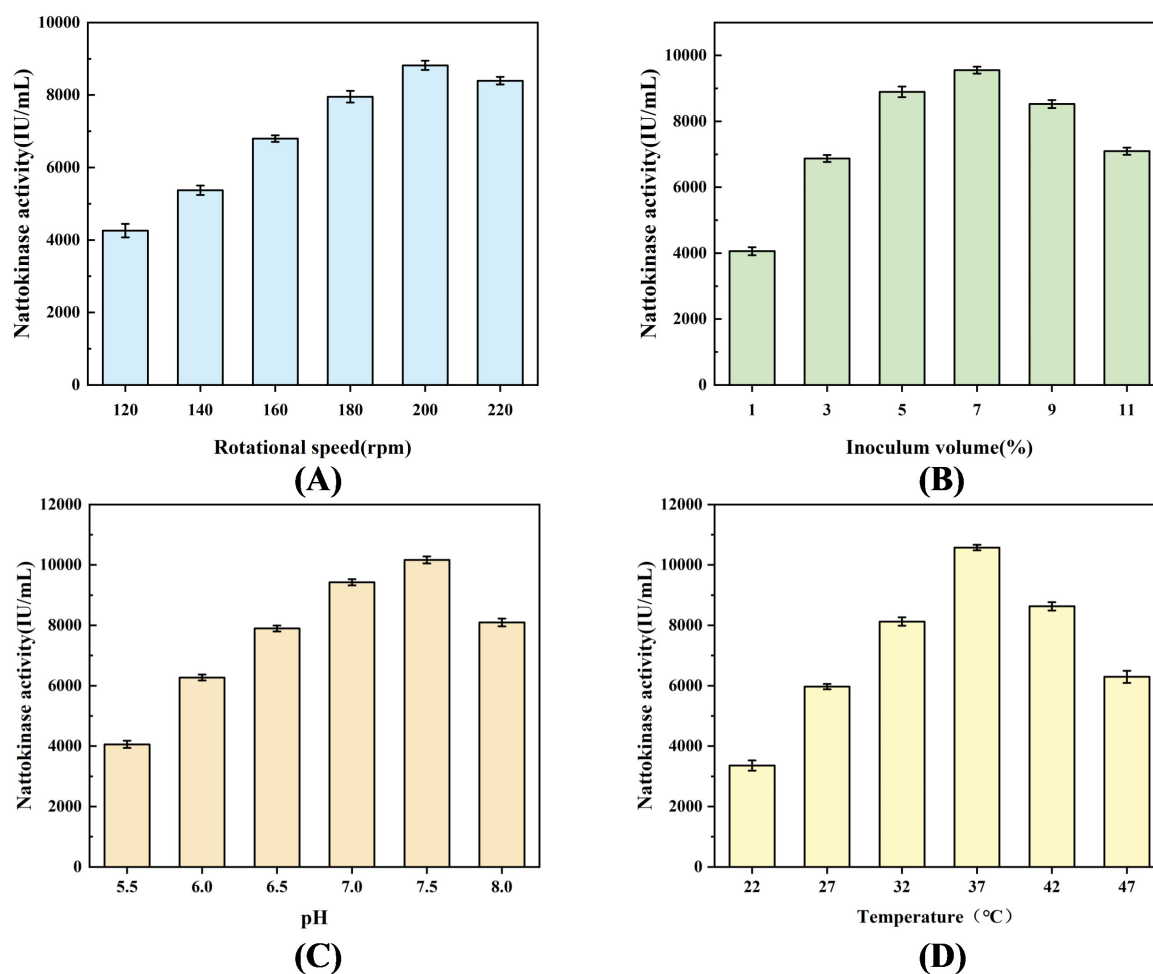 10000
8000
6000
4000
2000
0
Nattokinase activity(IU/mL)
120 140 160 180 200 220
Rotational speed(rpm)
(A)
10000
8000
6000
4000
2000
0
Nattokinase activity(IU/mL)
1 3 5 7 9 11
Inoculum volume(%)
(B)
12000
10000
8000
6000
4000
2000
0
Nattokinase activity(IU/mL)
5.5 6.0 6.5 7.0 7.5 8.0
pH
(C)
12000
10000
8000
6000
4000
2000
0
Nattokinase activity(IU/mL)
22 27 32 37 42 47
Temperature（°C）
(D)